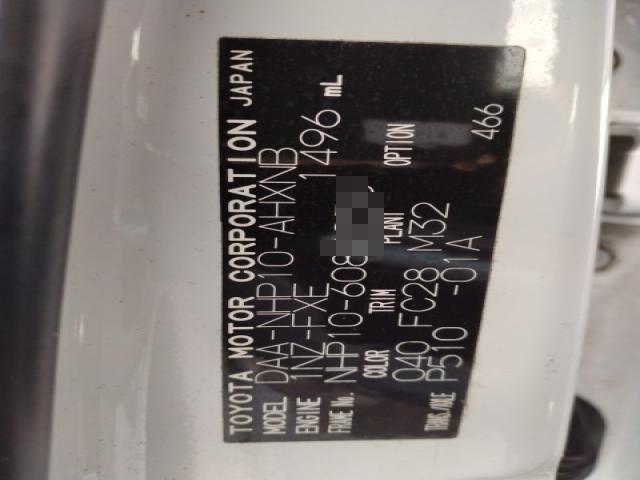 TOYOTA MOTOR CORPORATION JAPAN
MODEL DAA-NHP10-AHXNB
ENGINE 1NZ-FXE 1496 mL
FRAME No. NHP10-608
COLOR TRIM PLANT OPTION
040 FC28 M32
TRANS./AXLE P510 -01A 466